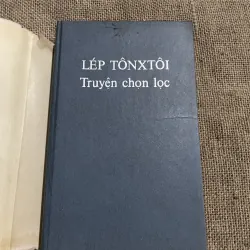 LÉP TÔNXTÔI
Truyện chọn lọc